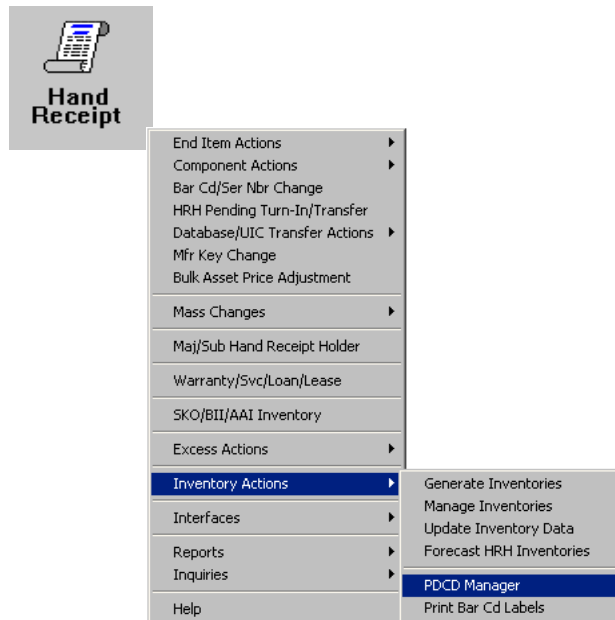 Hand
Receipt
End Item Actions
Component Actions
Bar Cd/Ser Nbr Change
HRH Pending Turn-In/Transfer
Database/UIC Transfer Actions
Mfr Key Change
Bulk Asset Price Adjustment
Mass Changes
Maj/Sub Hand Receipt Holder
Warranty/Svc/Loan/Lease
SKO/BII/AAI Inventory
Excess Actions
Inventory Actions
Interfaces
Reports
Inquiries
Help
Generate Inventories
Manage Inventories
Update Inventory Data
Forecast HRH Inventories
PDCD Manager
Print Bar Cd Labels